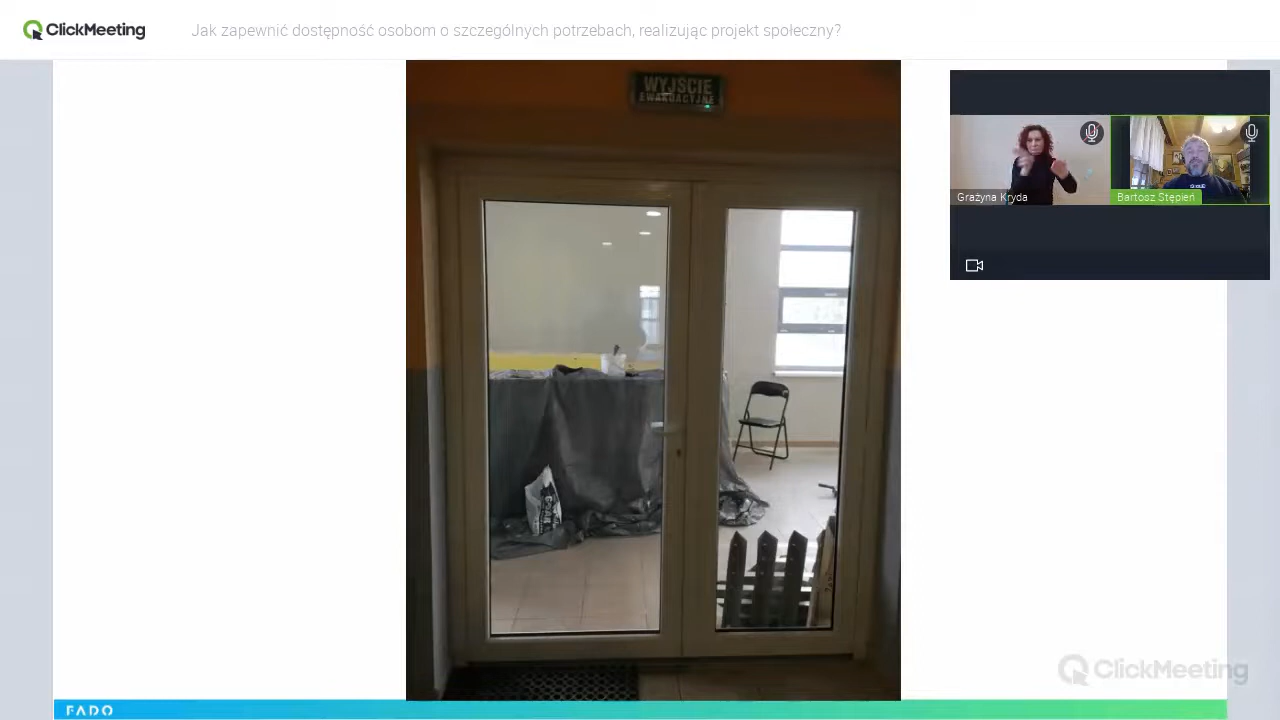 ClickMeeting
Jak zapewnić dostępność osobom o szczególnych potrzebach, realizując projekt społeczny?
WYJŚCIE
EWAKUACYJNE
Grażyna Kryda
Bartosz Stępień
ClickMeeting
FADO